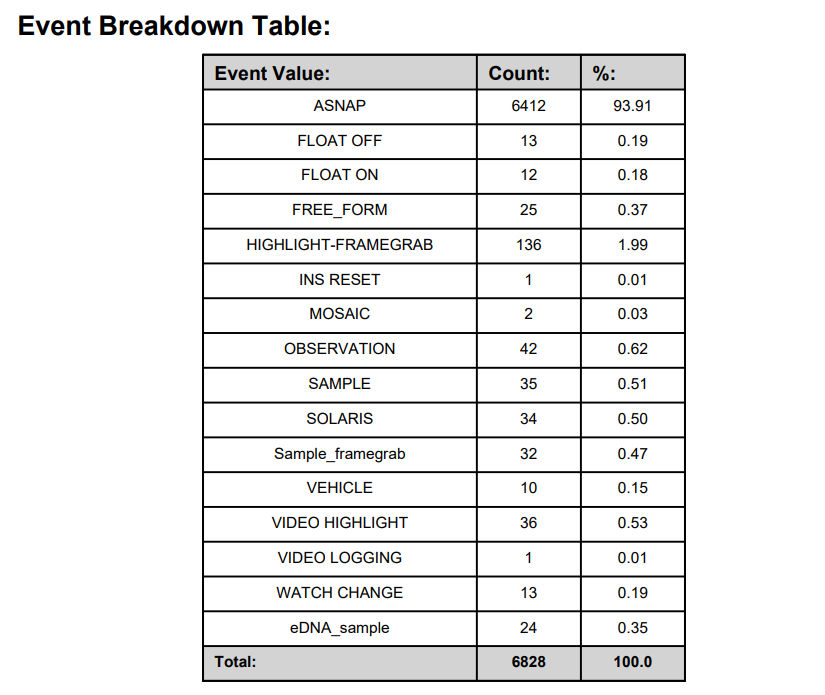 Event Breakdown Table:
Event Value: Count: %:
ASNAP 6412 93.91
FLOAT OFF 13 0.19
FLOAT ON 12 0.18
FREE_FORM 25 0.37
HIGHLIGHT-FRAMEGRAB 136 1.99
INS RESET 1 0.01
MOSAIC 2 0.03
OBSERVATION 42 0.62
SAMPLE 35 0.51
SOLARIS 34 0.50
Sample_framegrab 32 0.47
VEHICLE 10 0.15
VIDEO HIGHLIGHT 36 0.53
VIDEO LOGGING 1 0.01
WATCH CHANGE 13 0.19
eDNA_sample 24 0.35
Total: 6828 100.0